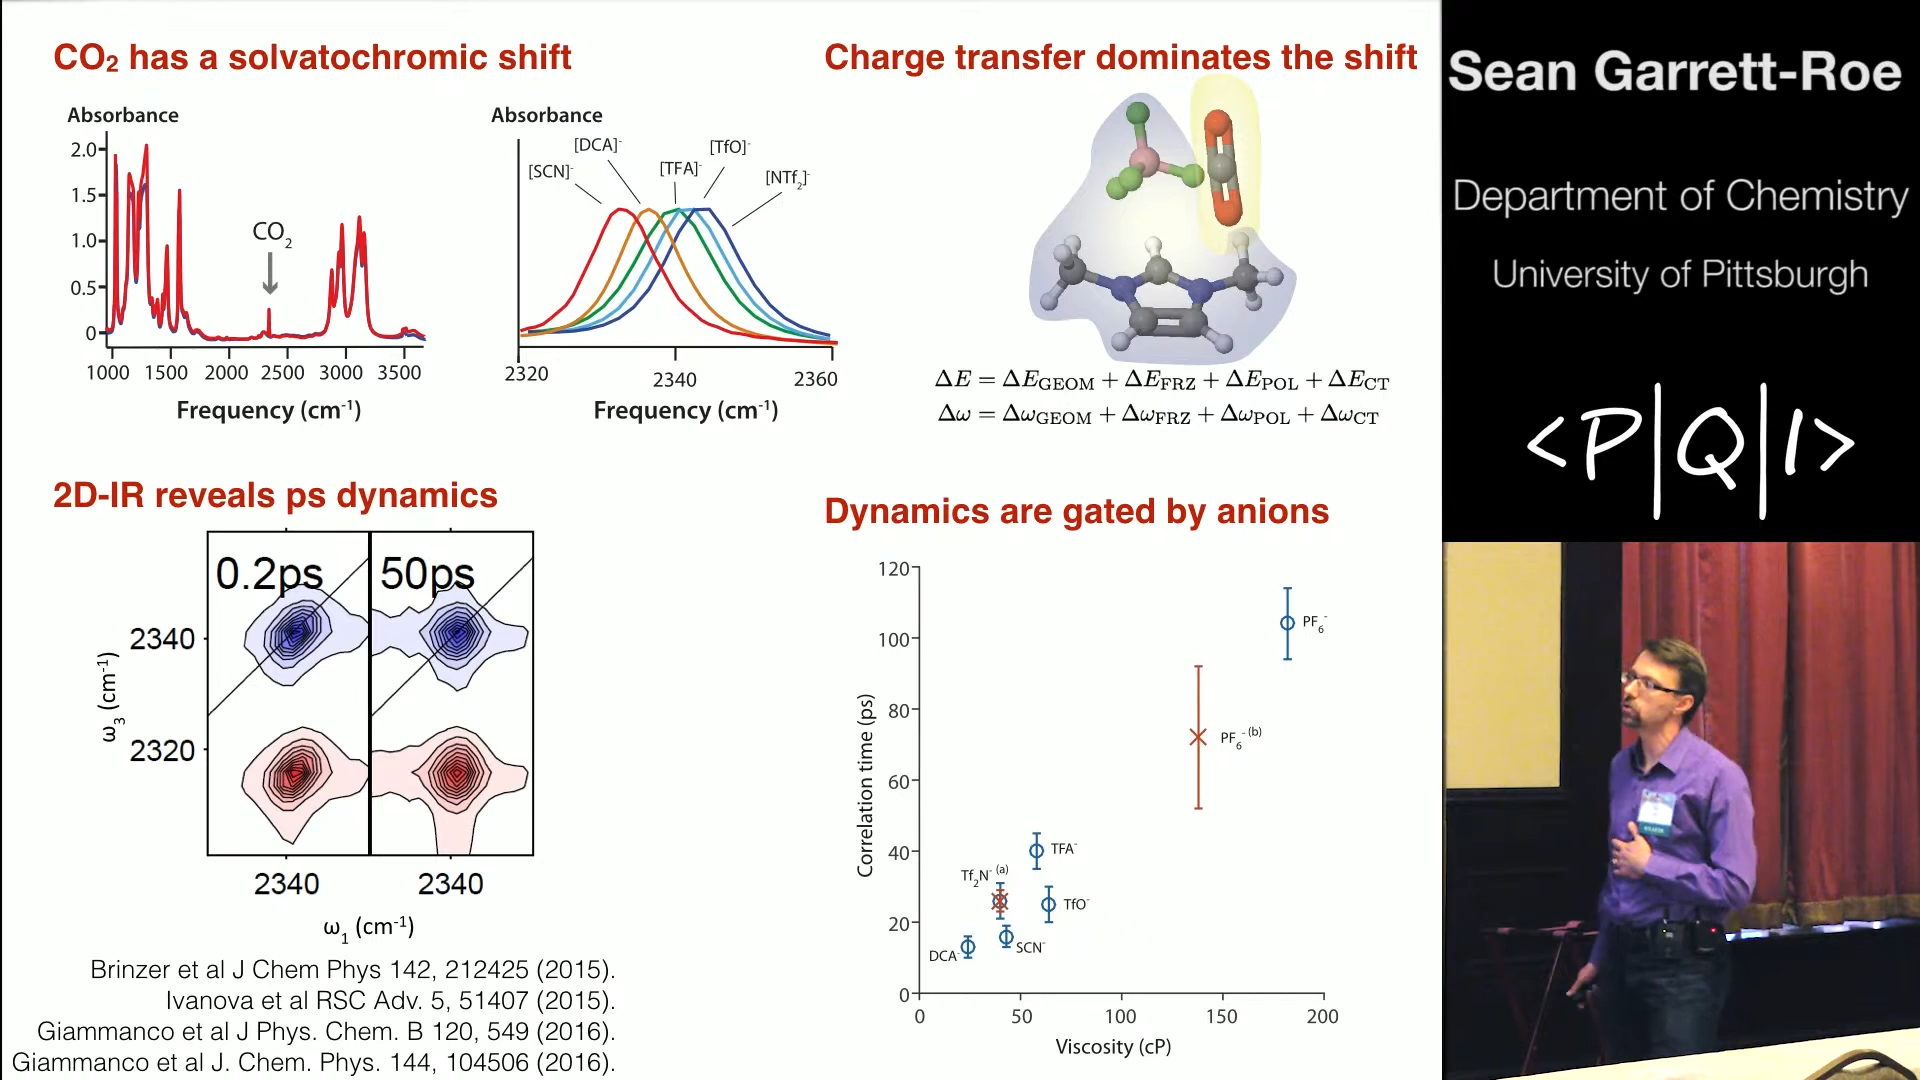 CO₂ has a solvatochromic shift
Absorbance
2.0
1.5
1.0
0.5
0
CO₂
1000 1500 2000 2500 3000 3500
Frequency (cm⁻¹)
Absorbance
[SCN]⁻
[DCA]⁻
[TFA]⁻
[TfO]⁻
[NTf₂]⁻
2320 2340 2360
Frequency (cm⁻¹)
Charge transfer dominates the shift
ΔE = ΔE_GEOM + ΔE_FRZ + ΔE_POL + ΔE_CT
Δω = Δω_GEOM + Δω_FRZ + Δω_POL + Δω_CT
2D-IR reveals ps dynamics
0.2ps
50ps
2340
2320
ω₃ (cm⁻¹)
2340 2340
ω₁ (cm⁻¹)
Brinzer et al J Chem Phys 142, 212425 (2015).
Ivanova et al RSC Adv. 5, 51407 (2015).
Giammanco et al J Phys. Chem. B 120, 549 (2016).
Giammanco et al J. Chem. Phys. 144, 104506 (2016).
Dynamics are gated by anions
120
100
80
60
40
20
0
Correlation time (ps)
PF₆⁻
PF₆⁻ (b)
TFA⁻
Tf₂N⁻ (a)
TfO⁻
SCN⁻
DCA⁻
0 50 100 150 200
Viscosity (cP)
Sean Garrett-Roe
Department of Chemistry
University of Pittsburgh
<P|Q|I>